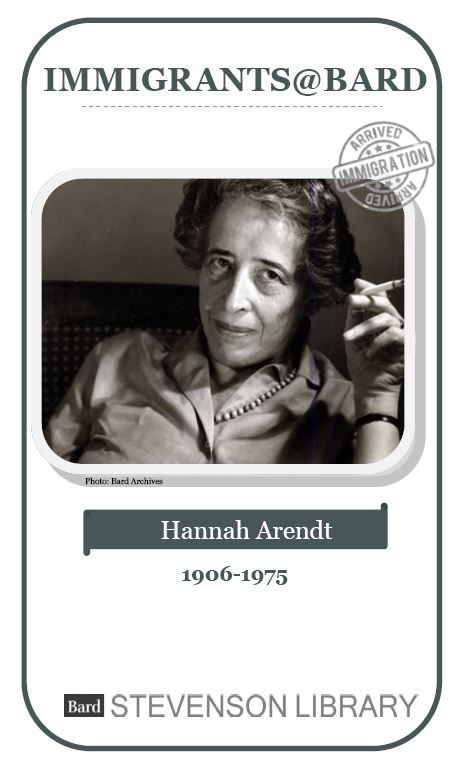 IMMIGRANTS@BARD
ARRIVED
IMMIGRATION
ARRIVED
Photo: Bard Archives
Hannah Arendt
1906-1975
Bard STEVENSON LIBRARY